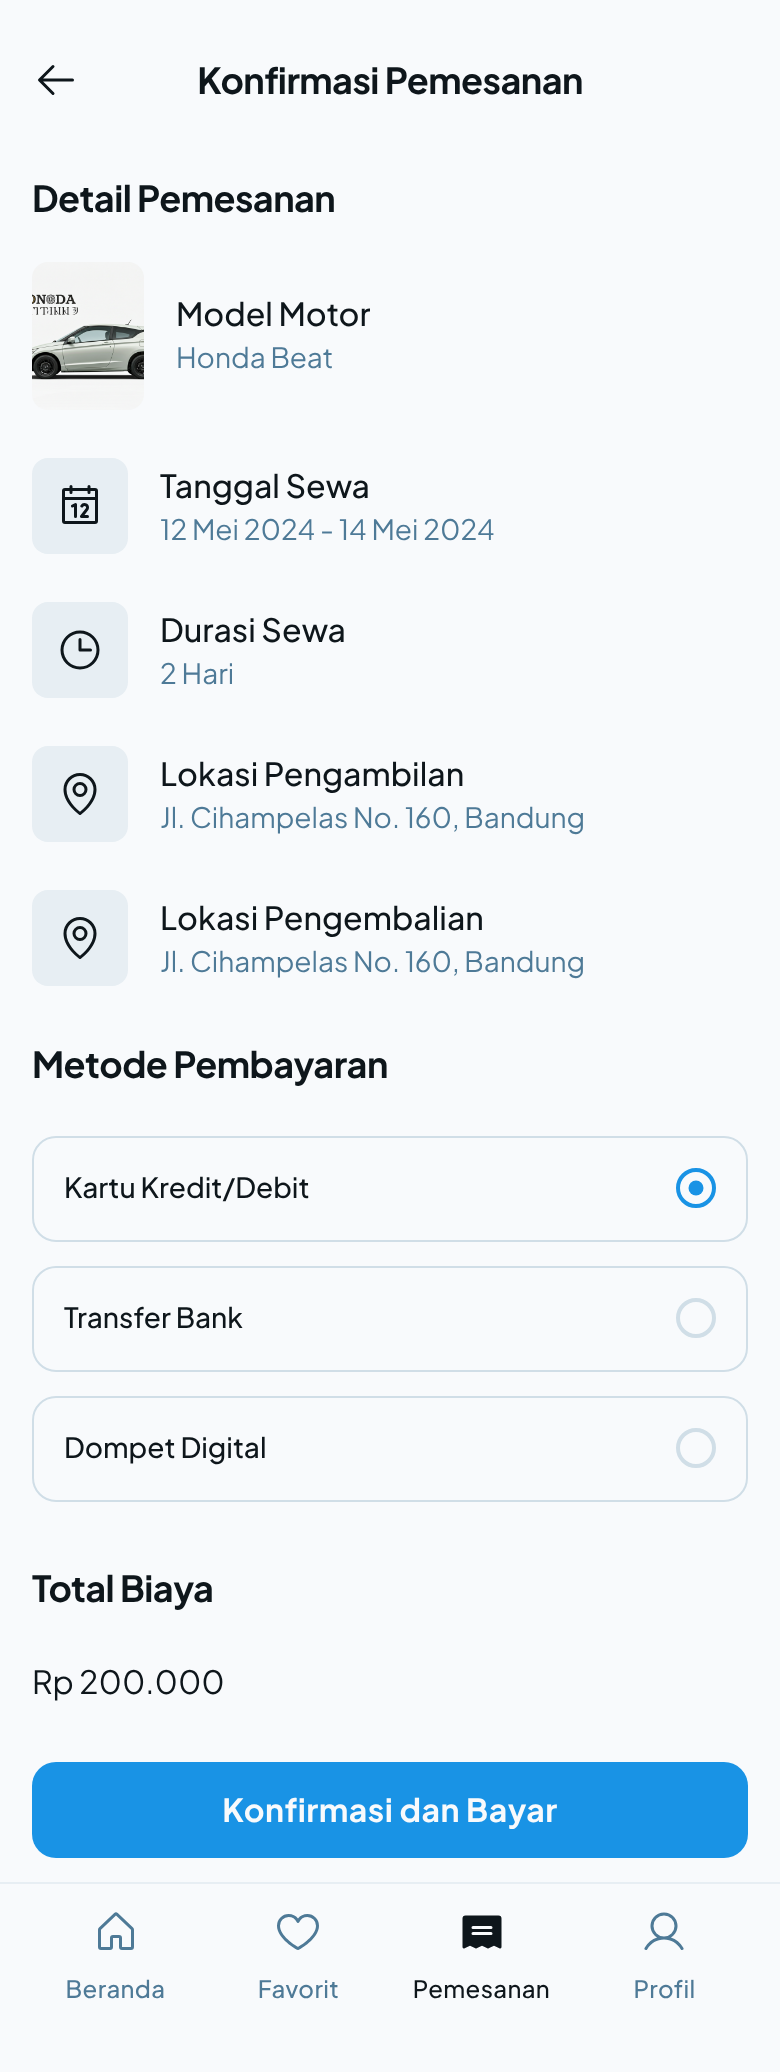 Konfirmasi Pemesanan
Detail Pemesanan
Model Motor
Honda Beat
12
Tanggal Sewa
12 Mei 2024 - 14 Mei 2024
Durasi Sewa
2 Hari
Lokasi Pengambilan
Jl. Cihampelas No. 160, Bandung
Lokasi Pengembalian
Jl. Cihampelas No. 160, Bandung
Metode Pembayaran
Kartu Kredit/Debit
Transfer Bank
Dompet Digital
Total Biaya
Rp 200.000
Konfirmasi dan Bayar
Beranda
Favorit
Pemesanan
Profil